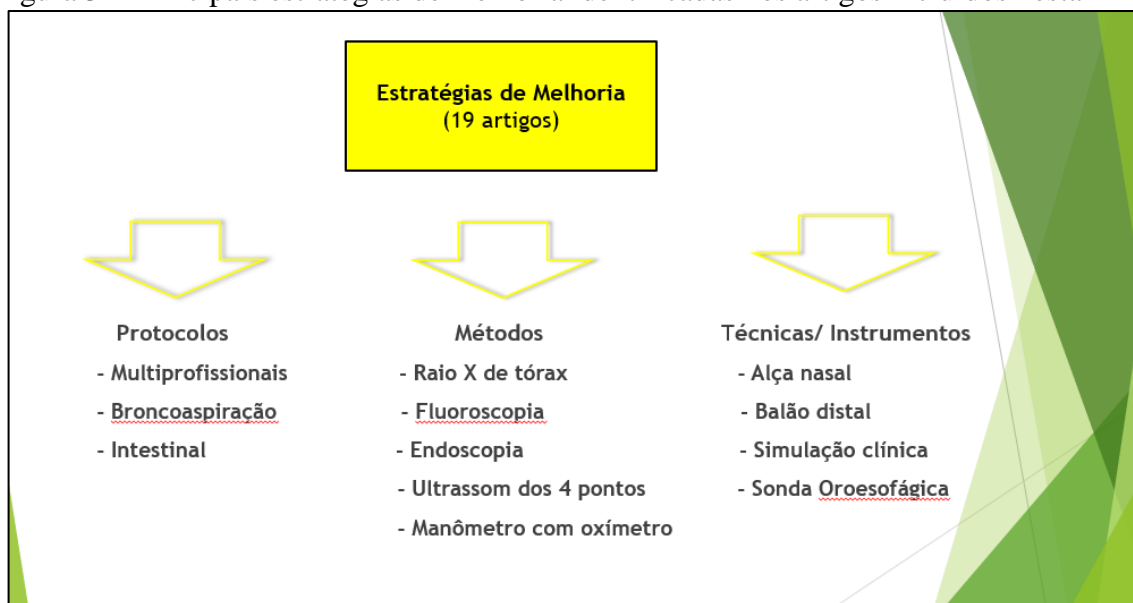 Estratégias de Melhoria
(19 artigos)
Protocolos
- Multiprofissionais
- Broncoaspiração
- Intestinal
Métodos
- Raio X de tórax
- Fluoroscopia
- Endoscopia
- Ultrassom dos 4 pontos
- Manômetro com oxímetro
Técnicas/ Instrumentos
- Alça nasal
- Balão distal
- Simulação clínica
- Sonda Oroesofágica